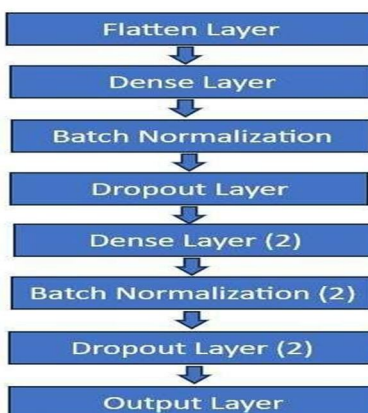 Flatten Layer
Dense Layer
Batch Normalization
Dropout Layer
Dense Layer (2)
Batch Normalization (2)
Dropout Layer (2)
Output Layer